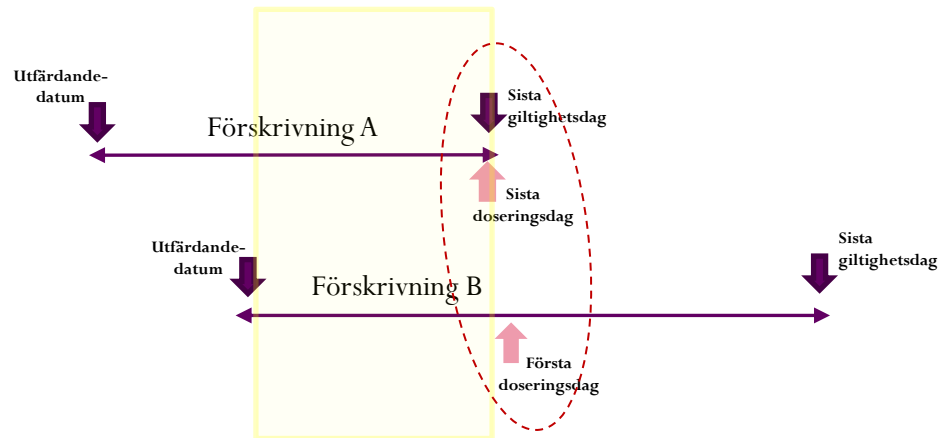 Utfärdande-
datum
Förskrivning A
Sista
giltighetsdag
Sista
doseringsdag
Utfärdande-
datum
Förskrivning B
Sista
giltighetsdag
Första
doseringsdag